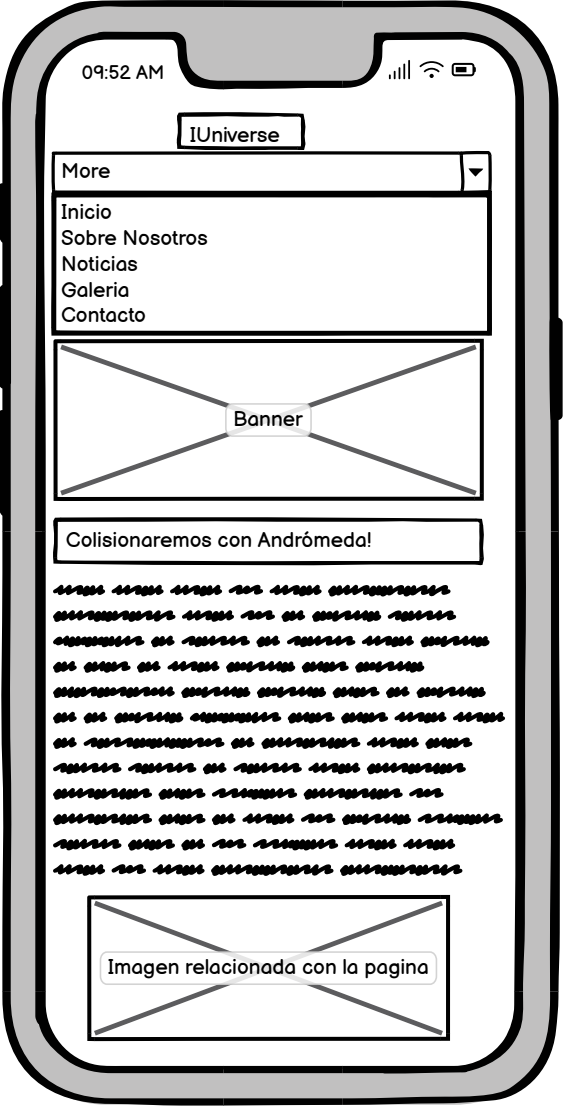 09:52 AM
IUniverse
More
Inicio
Sobre Nosotros
Noticias
Galeria
Contacto
Banner
Colisionaremos con Andrómeda!
Imagen relacionada con la pagina